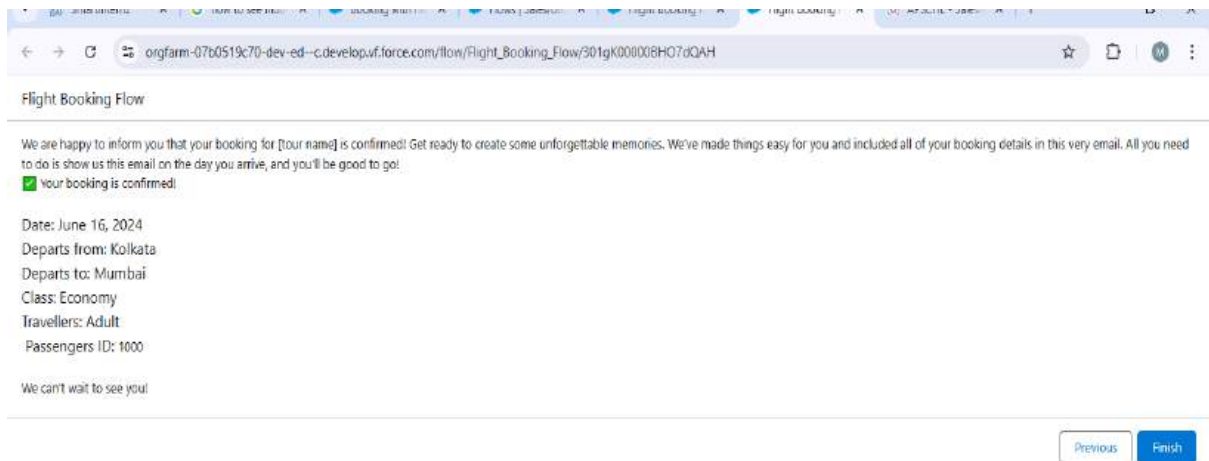 orgfarm-07b0519c70-dev-ed--c.develop.vf.force.com/flow/Flight_Booking_Flow/301gK000008HO7dQAH
M
Flight Booking Flow
We are happy to inform you that your booking for [tour name] is confirmed! Get ready to create some unforgettable memories. We've made things easy for you and included all of your booking details in this very email. All you need
to do is show us this email on the day you arrive, and you'll be good to go!
✅ Your booking is confirmed!
Date: June 16, 2024
Departs from: Kolkata
Departs to: Mumbai
Class: Economy
Travellers: Adult
Passengers ID: 1000
We can't wait to see you!
Previous Finish